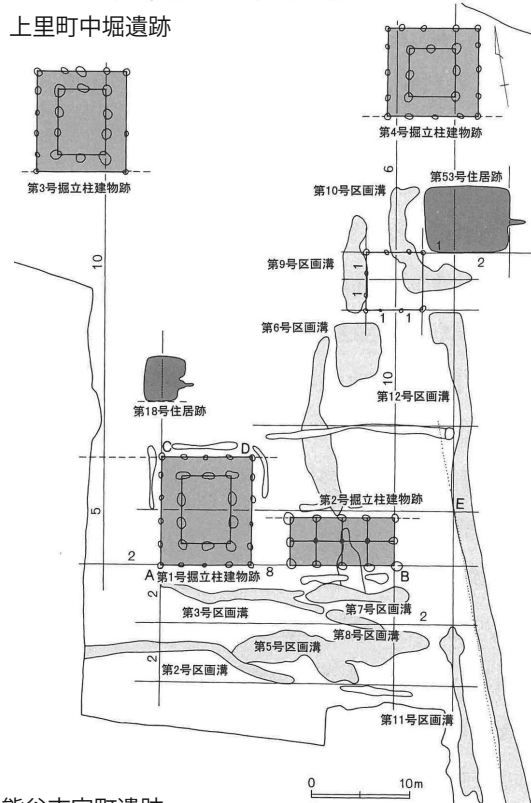 上里町中堀遺跡
第3号掘立柱建物跡
第4号掘立柱建物跡
6
第10号区画溝
第53号住居跡
第9号区画溝
1
2
1
1
1
1
10
第6号区画溝
10
第12号区画溝
第18号住居跡
C
D
第2号掘立柱建物跡
E
5
2
A
第1号掘立柱建物跡
8
B
2
第3号区画溝
第7号区画溝
2
第8号区画溝
第5号区画溝
2
第2号区画溝
第11号区画溝
0
10m